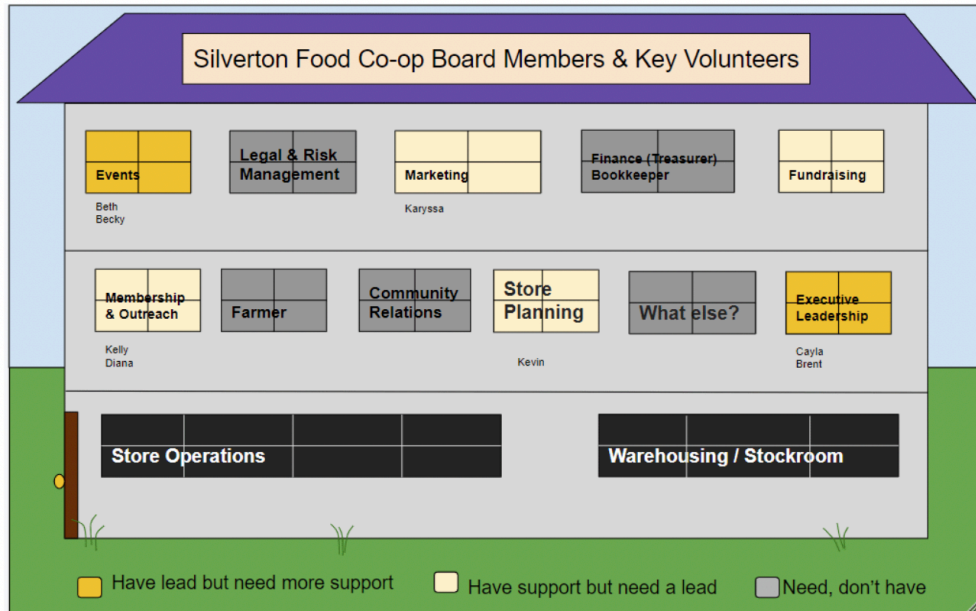 Silverton Food Co-op Board Members & Key Volunteers
Events
Beth
Becky
Legal & Risk
Management
Marketing
Karyssa
Finance (Treasurer)
Bookkeeper
Fundraising
Membership
& Outreach
Kelly
Diana
Farmer
Community
Relations
Store
Planning
Kevin
What else?
Executive
Leadership
Cayla
Brent
Store Operations
Warehousing / Stockroom
Have lead but need more support
Have support but need a lead
Need, don't have